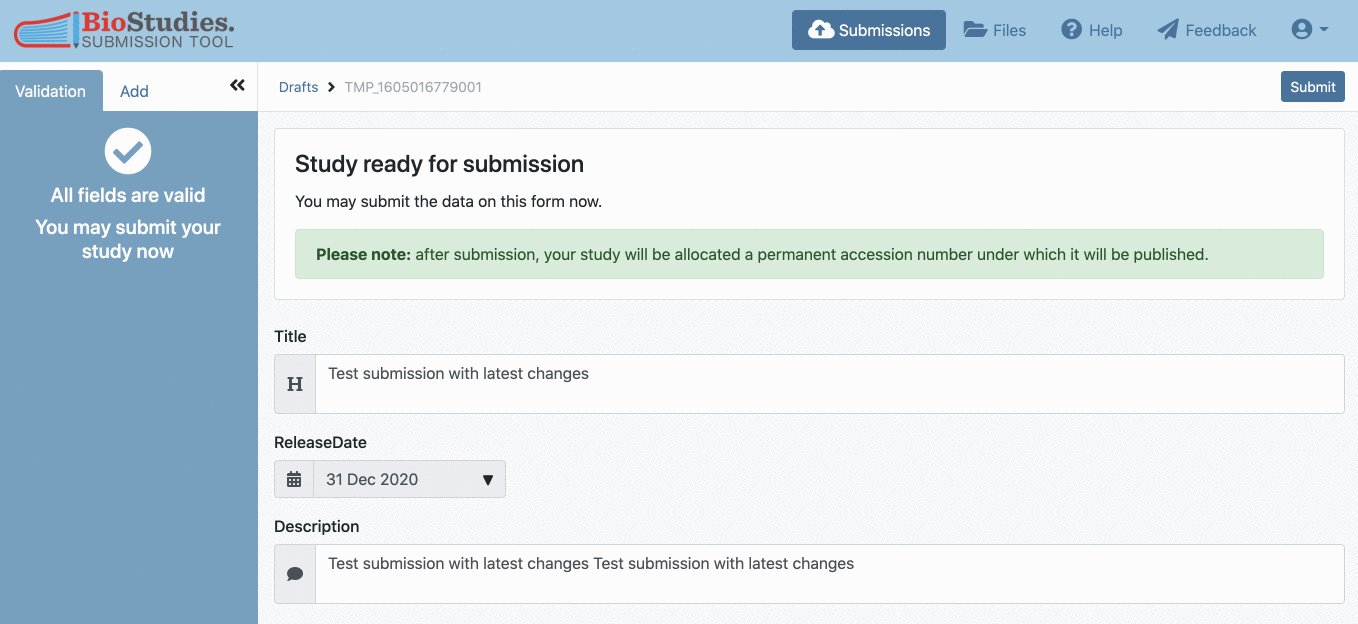 BioStudies.
SUBMISSION TOOL
Submissions
Files
Help
Feedback
Validation
Add
Drafts
TMP_1605016779001
Submit
All fields are valid
You may submit your
study now
Study ready for submission
You may submit the data on this form now.
Please note: after submission, your study will be allocated a permanent accession number under which it will be published.
Title
H
Test submission with latest changes
ReleaseDate
31 Dec 2020
Description
Test submission with latest changes Test submission with latest changes